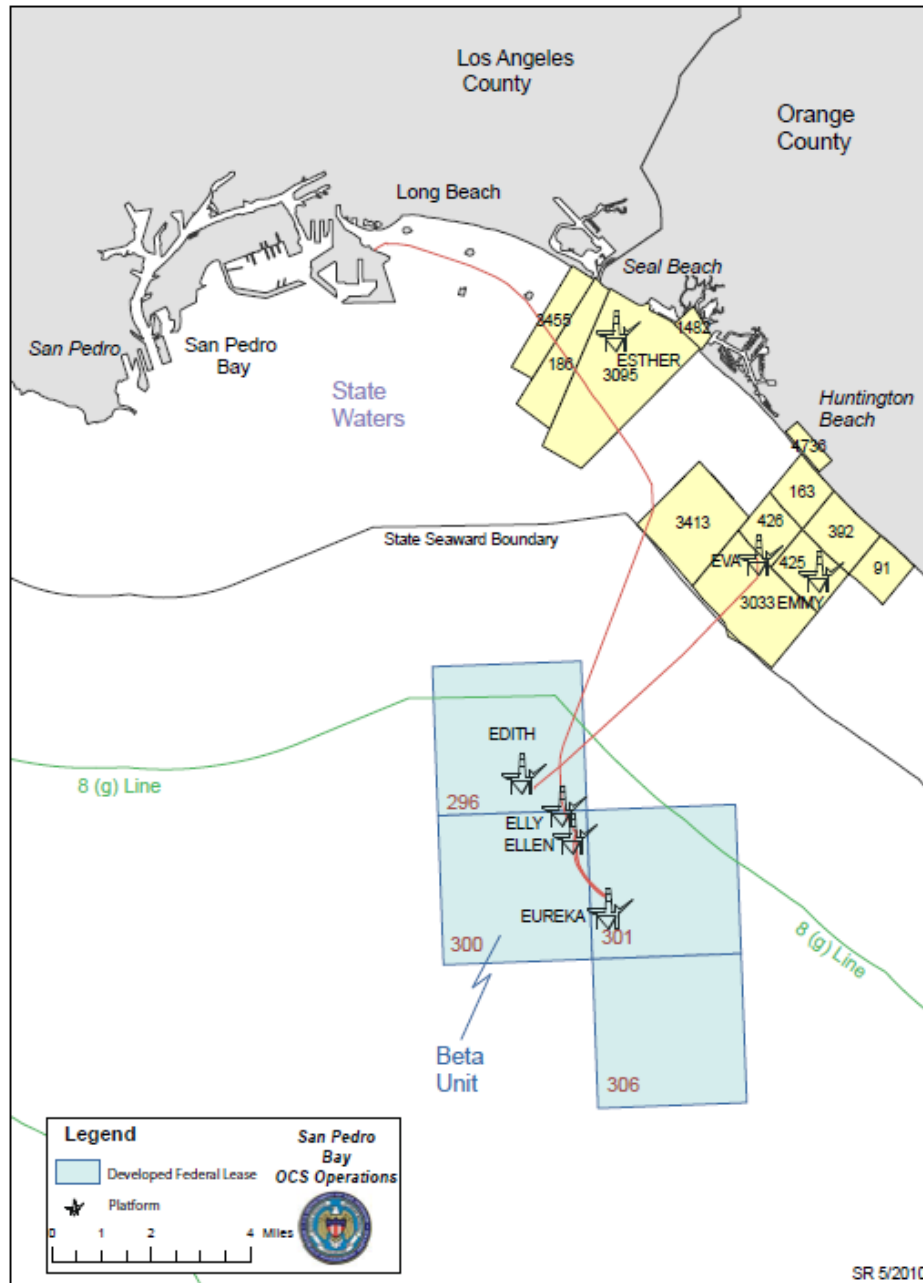 Los Angeles
County
Orange
County
Long Beach
Seal Beach
San Pedro
San Pedro
Bay
State
Waters
Huntington
Beach
3455
186
ESTHER
3095
1482
4736
163
3413
426
392
State Seaward Boundary
EVA
425
91
3033
EMMY
EDITH
8 (g) Line
296
ELLY
ELLEN
EUREKA
300
301
8 (g) Line
Beta
Unit
306
Legend
Developed Federal Lease
Platform
0 1 2 4 Miles
San Pedro
Bay
OCS Operations
SR 5/2010